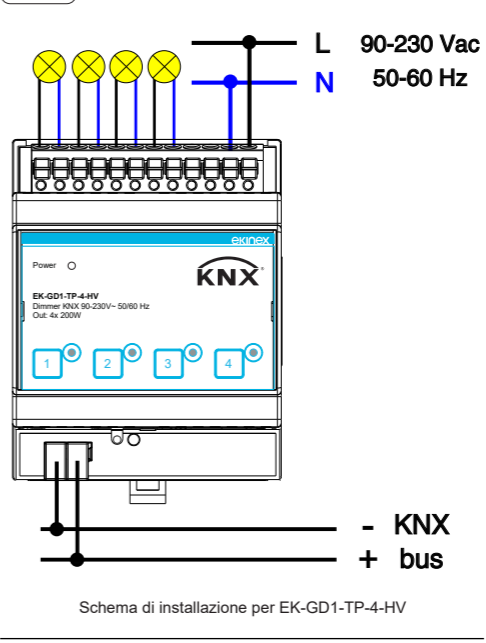 L 90-230 Vac
N 50-60 Hz
ekinex
Power
KNX
EK-GD1-TP-4-HV
Dimmer KNX 90-230V~ 50/60 Hz
Out: 4x 200W
1 2 3 4
- KNX
+ bus
Schema di installazione per EK-GD1-TP-4-HV